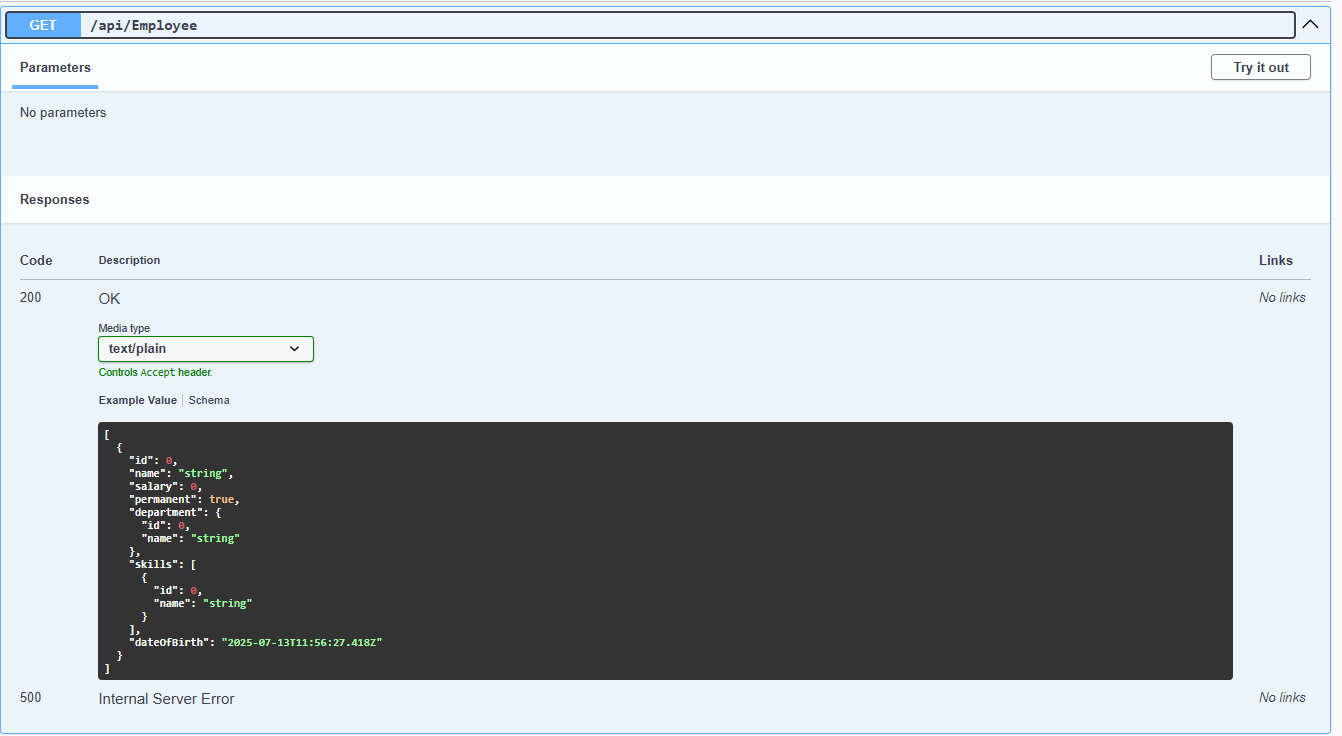 GET /api/Employee
Parameters Try it out
No parameters
Responses
Code Description Links
200 OK No links
Media type
text/plain
Controls Accept header.
Example Value Schema
[
  {
    "id": 0,
    "name": "string",
    "salary": 0,
    "permanent": true,
    "department": {
      "id": 0,
      "name": "string"
    },
    "skills": [
      {
        "id": 0,
        "name": "string"
      }
    ],
    "dateOfBirth": "2025-07-13T11:56:27.418Z"
  }
]
500 Internal Server Error No links